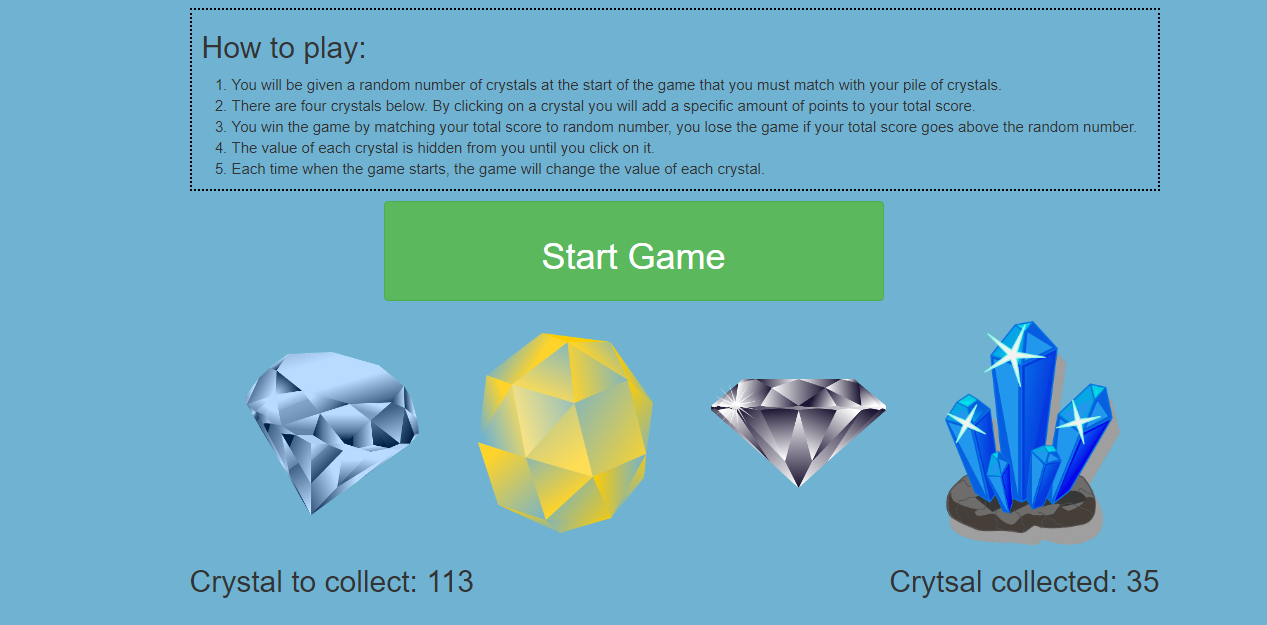 How to play:
1. You will be given a random number of crystals at the start of the game that you must match with your pile of crystals.
2. There are four crystals below. By clicking on a crystal you will add a specific amount of points to your total score.
3. You win the game by matching your total score to random number, you lose the game if your total score goes above the random number.
4. The value of each crystal is hidden from you until you click on it.
5. Each time when the game starts, the game will change the value of each crystal.
Start Game
Crystal to collect: 113
Crytsal collected: 35